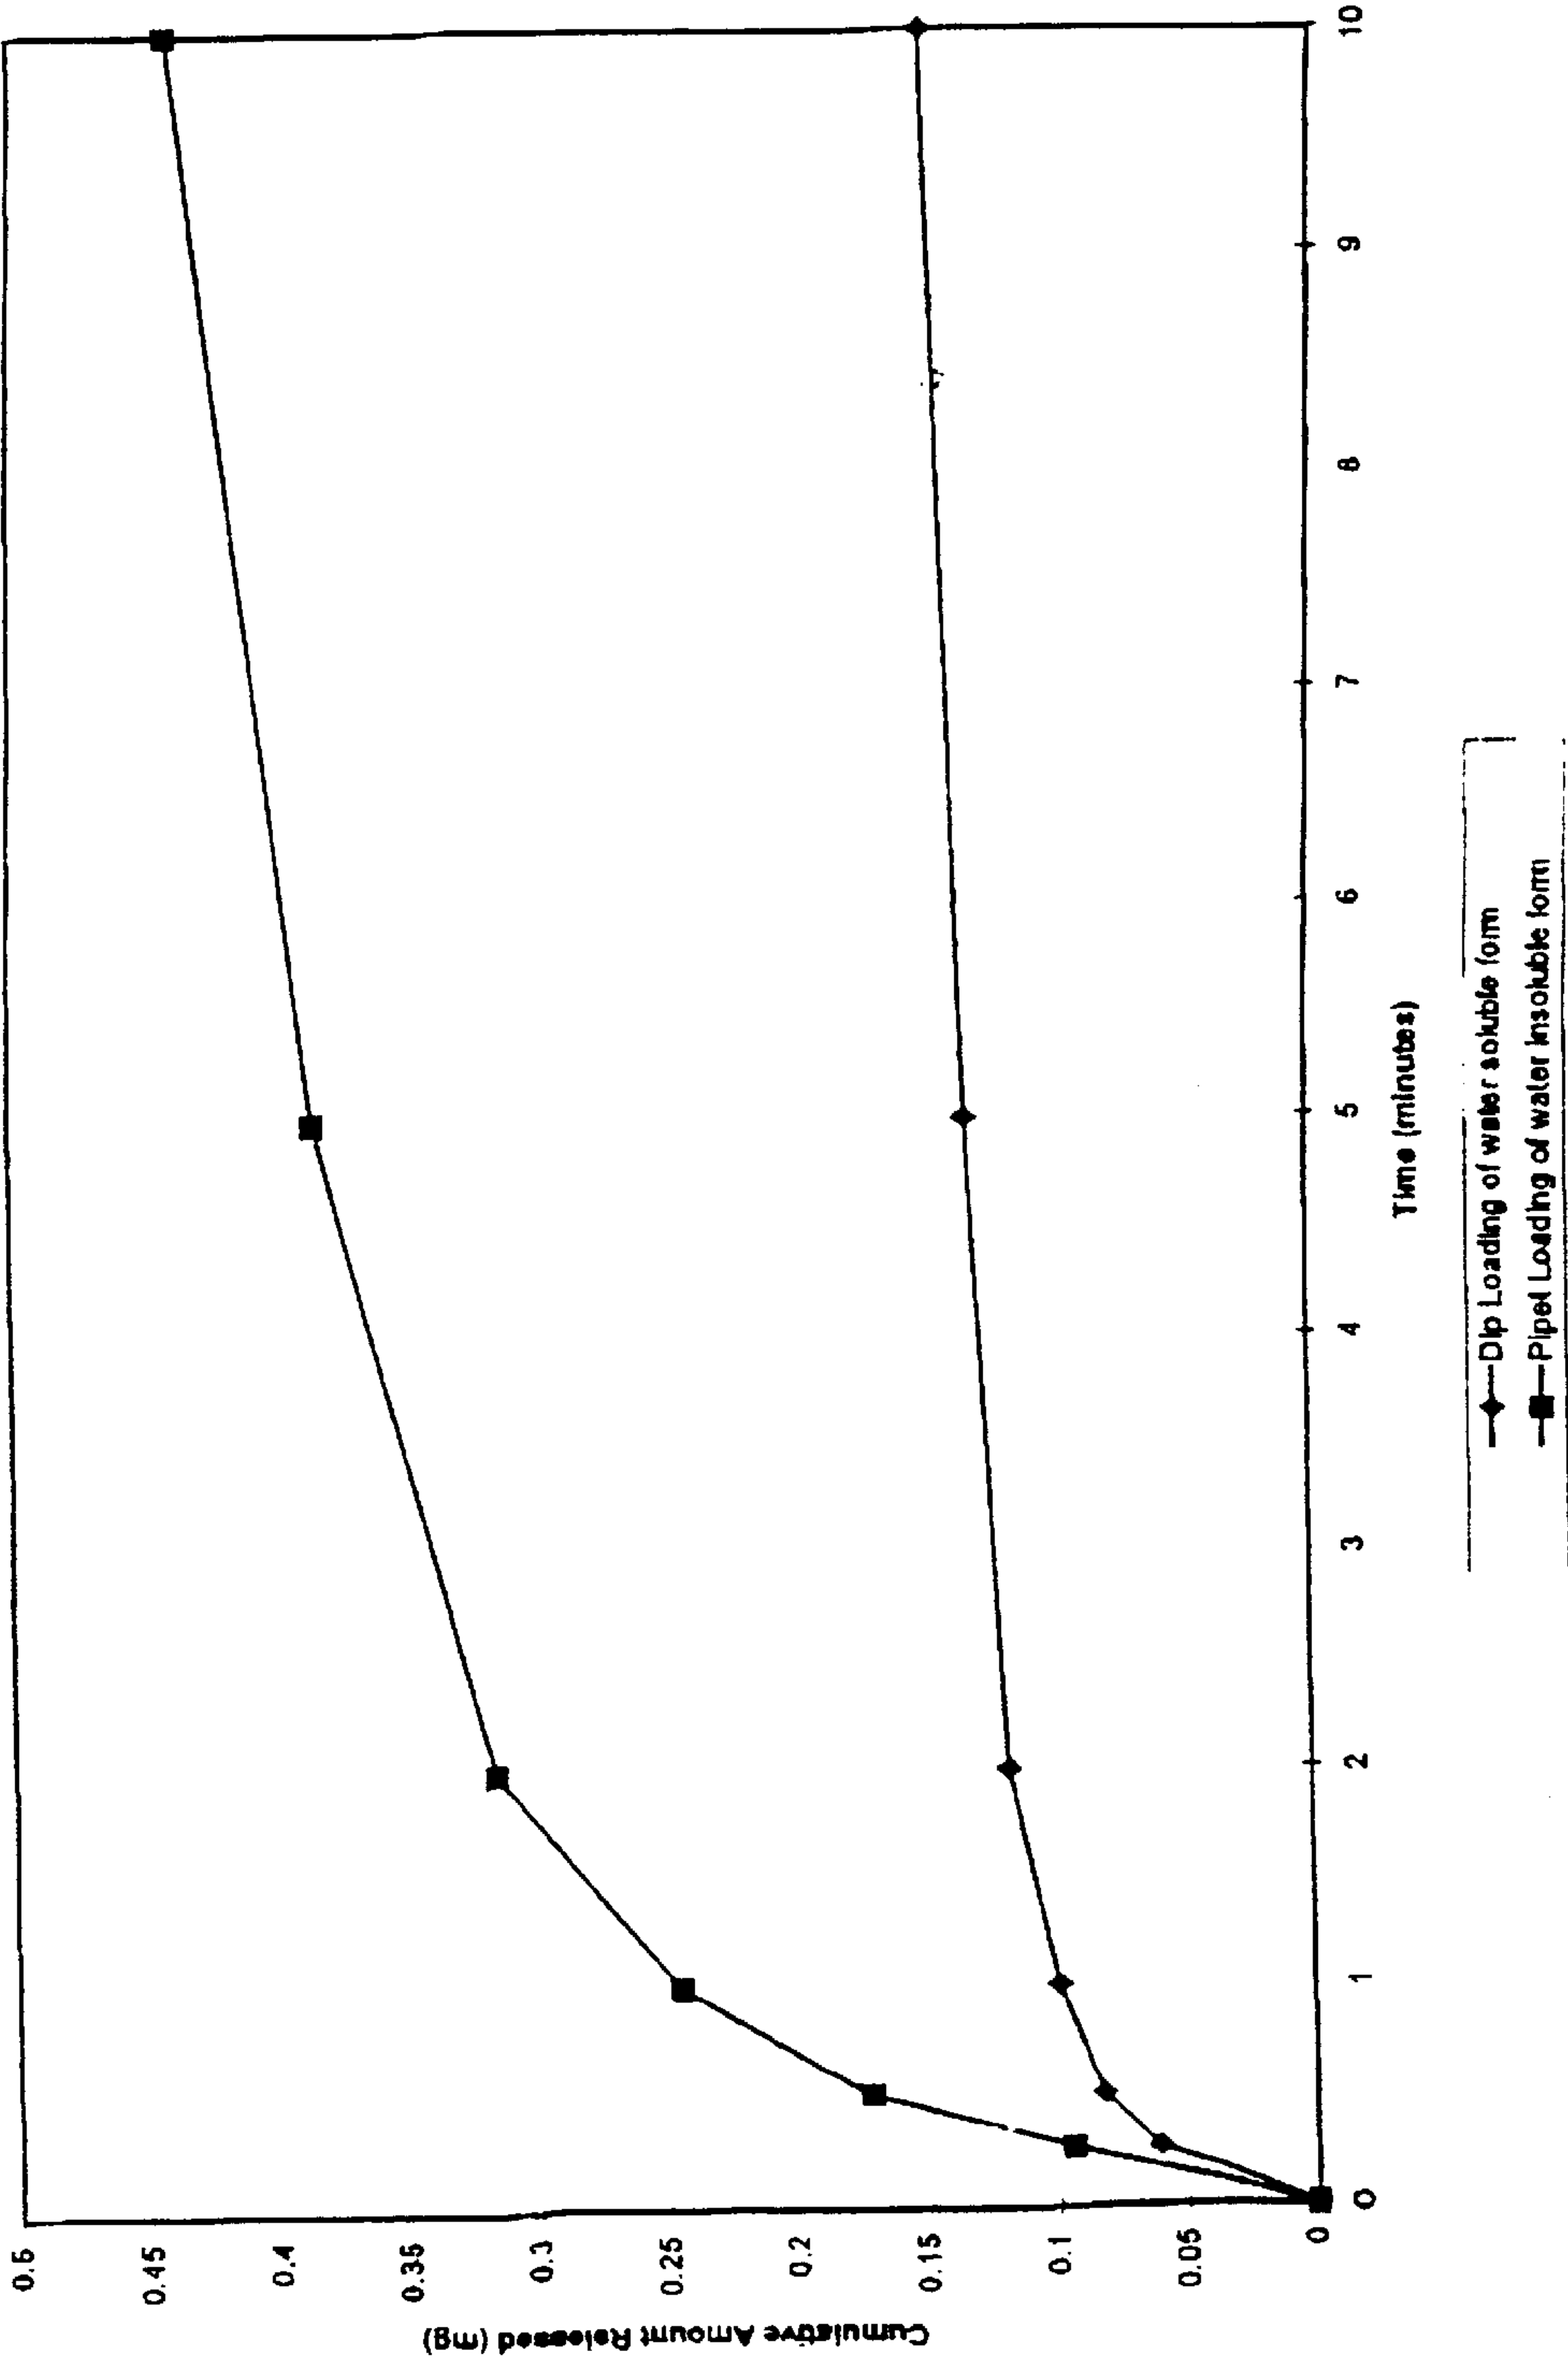 Cumulative Amount Released (mg)
0.5
0.45
0.4
0.35
0.3
0.25
0.2
0.15
0.1
0.05
0
0 1 2 3 4 5 6 7 8 9 10
Time (minutes)
Dip Loading of water soluble form
Pipet Loading of water insoluble form